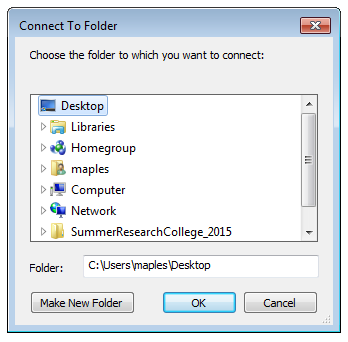 Connect To Folder
Choose the folder to which you want to connect:
Desktop
Libraries
Homegroup
maples
Computer
Network
SummerResearchCollege_2015
Folder: C:\Users\maples\Desktop
Make New Folder OK Cancel